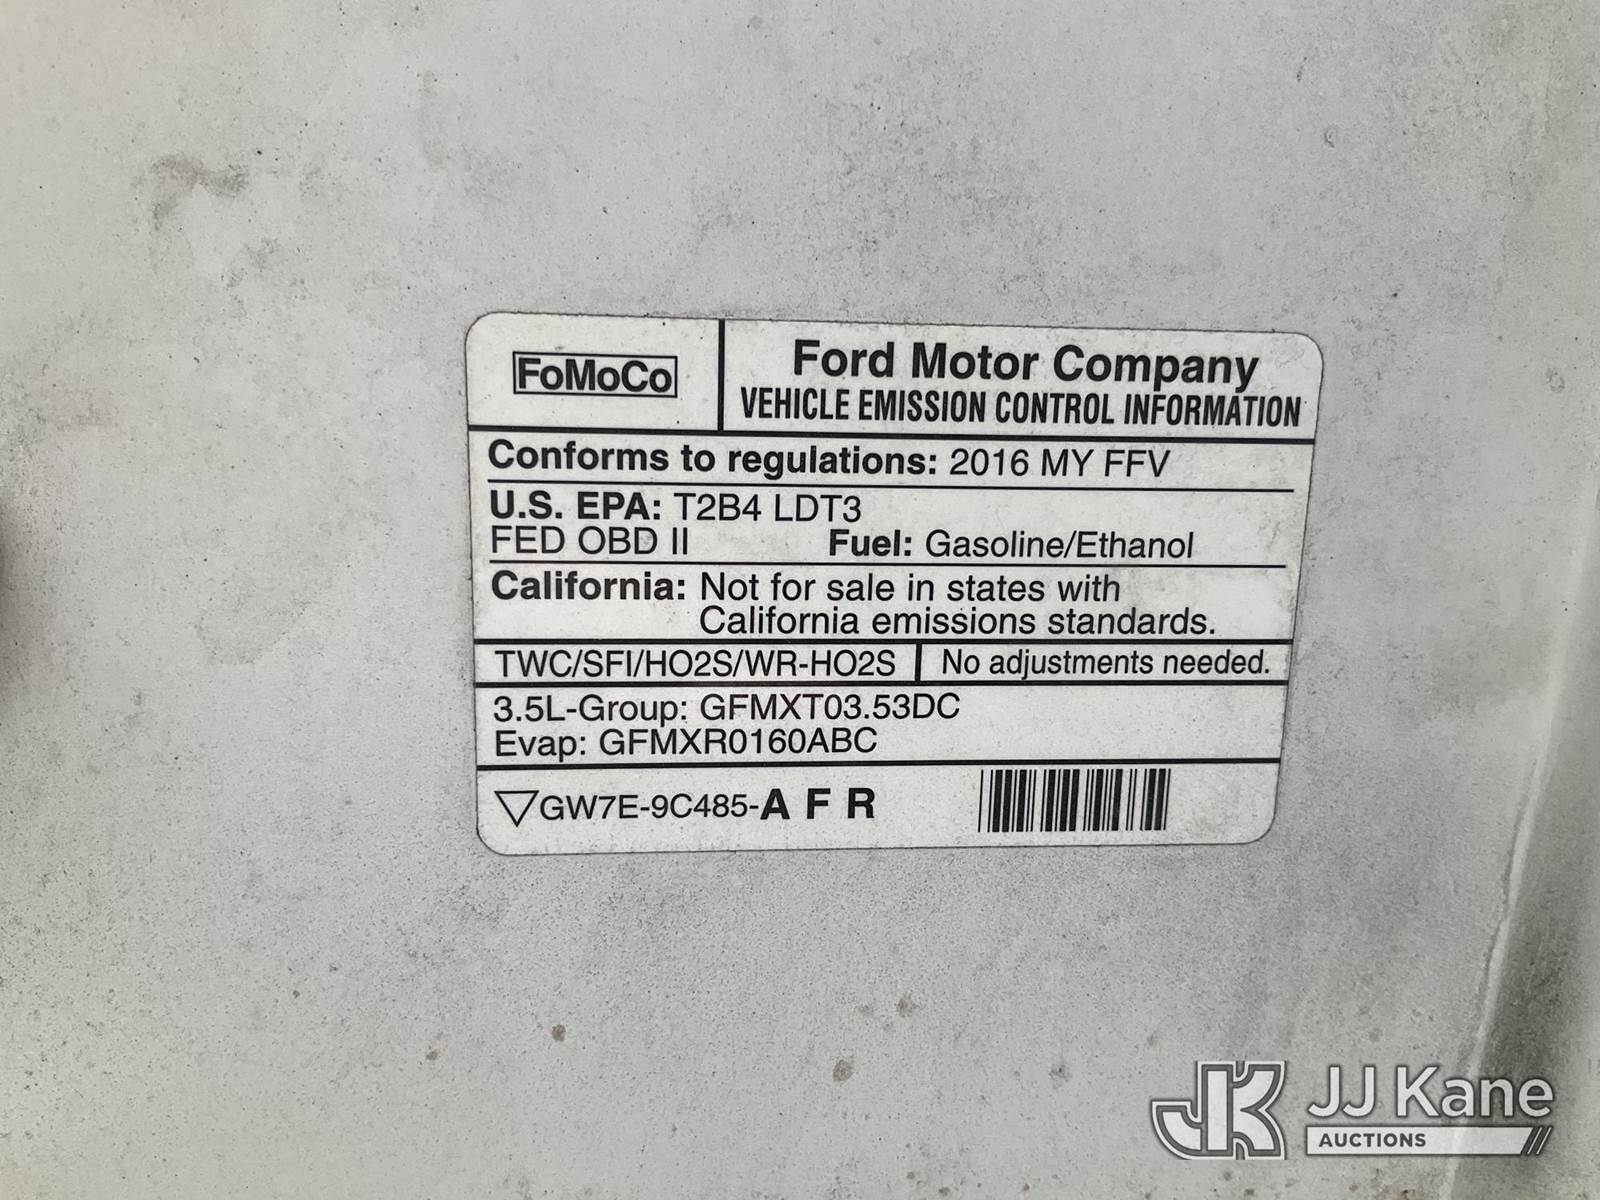 FoMoCo
Ford Motor Company
VEHICLE EMISSION CONTROL INFORMATION
Conforms to regulations: 2016 MY FFV
U.S. EPA: T2B4 LDT3
FED OBD II Fuel: Gasoline/Ethanol
California: Not for sale in states with
California emissions standards.
TWC/SFI/HO2S/WR-HO2S No adjustments needed.
3.5L-Group: GFMXT03.53DC
Evap: GFMXR0160ABC
GW7E-9C485-A F R
JK JJ Kane
AUCTIONS